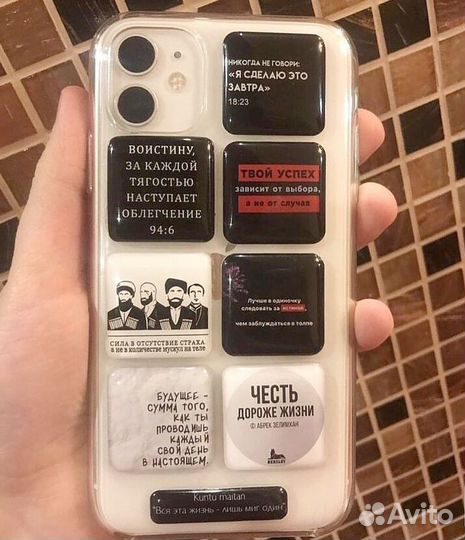 НИКОГДА НЕ ГОВОРИ:
«Я СДЕЛАЮ ЭТО
ЗАВТРА»
18:23
ВОИСТИНУ,
ЗА КАЖДОЙ
ТЯГОСТЬЮ
НАСТУПАЕТ
ОБЛЕГЧЕНИЕ
94:6
ТВОЙ УСПЕХ
зависит от выбора,
а не от случая
СИЛА В ОТСУТСТВИЕ СТРАХА
а не в количестве мускул на теле
Лучше в одиночку
следовать за истиной,
чем заблуждаться в толпе
БУДУЩЕЕ -
СУММА ТОГО,
КАК ТЫ
ПРОВОДИШЬ
КАЖДЫЙ
СВОЙ ДЕНЬ
В НАСТОЯЩЕМ.
ЧЕСТЬ
ДОРОЖЕ ЖИЗНИ
© АБРЕК ЗЕЛИМХАН
BERKLEY
Kuntu maitan
"Вся эта жизнь - лишь миг один"
Avito